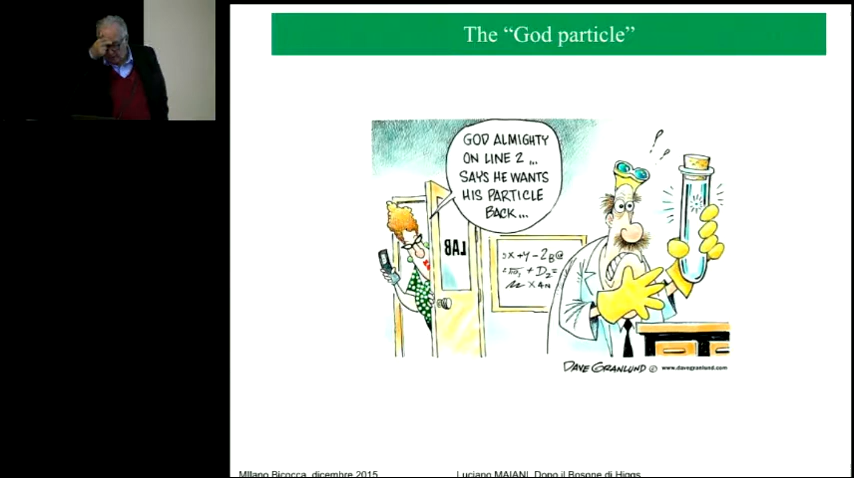 The “God particle”
GOD ALMIGHTY
ON LINE 2...
SAYS HE WANTS
HIS PARTICLE
BACK...
LAB
DAVE GRANLUND © www.davegranlund.com
Milano Bicocca, dicembre 2015
Luciano MAIANI. Dopo il Bosone di Higgs